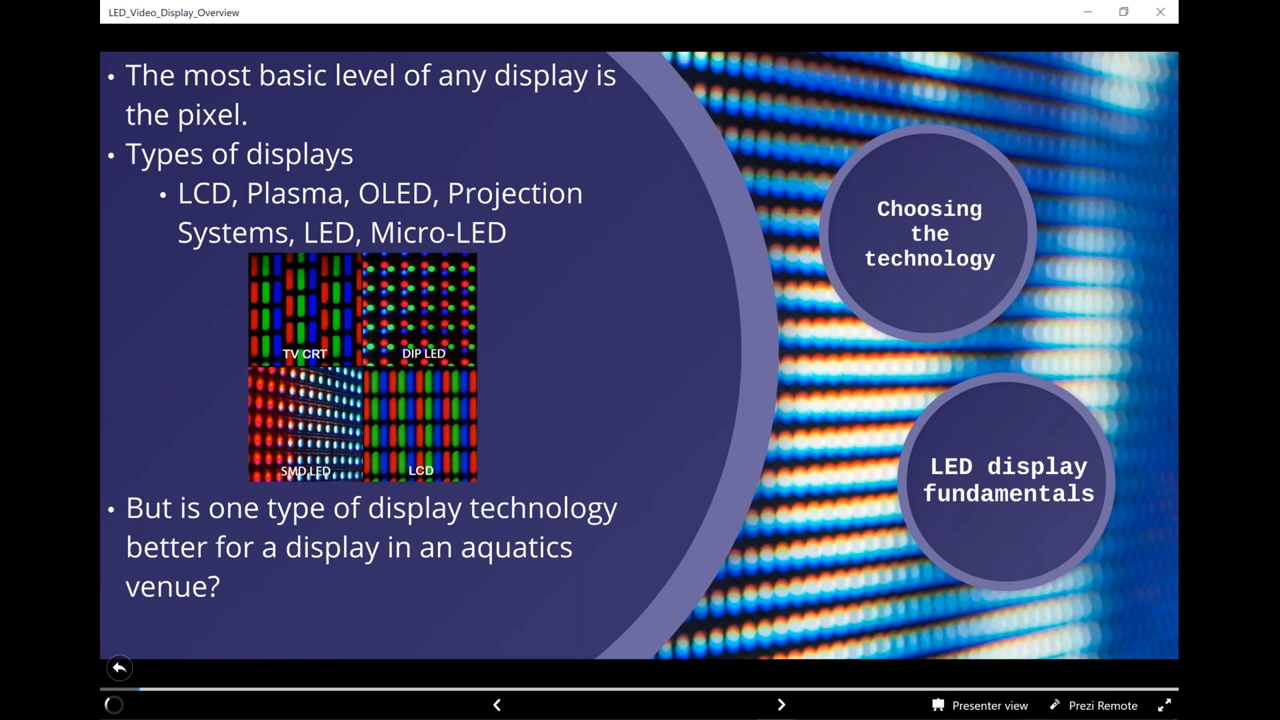 LED_Video_Display_Overview
• The most basic level of any display is
the pixel.
• Types of displays
• LCD, Plasma, OLED, Projection
Systems, LED, Micro-LED
TV CRT
DIP LED
SMD LED
LCD
• But is one type of display technology
better for a display in an aquatics
venue?
Choosing
the
technology
LED display
fundamentals
Presenter view
Prezi Remote